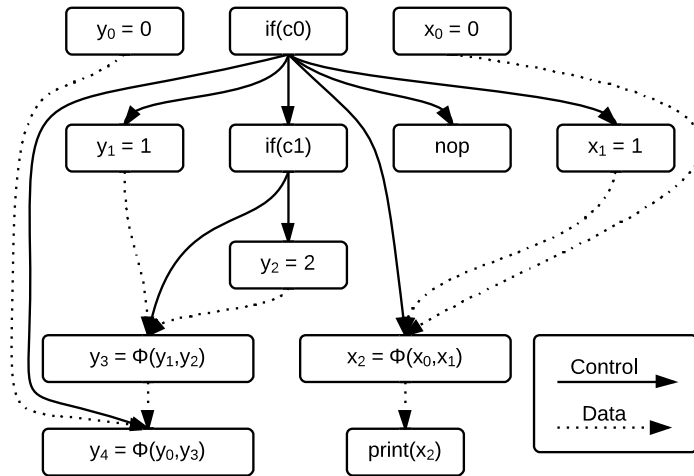 y₀ = 0
if(c0)
x₀ = 0
y₁ = 1
if(c1)
nop
x₁ = 1
y₂ = 2
y₃ = Φ(y₁,y₂)
x₂ = Φ(x₀,x₁)
Control
Data
y₄ = Φ(y₀,y₃)
print(x₂)